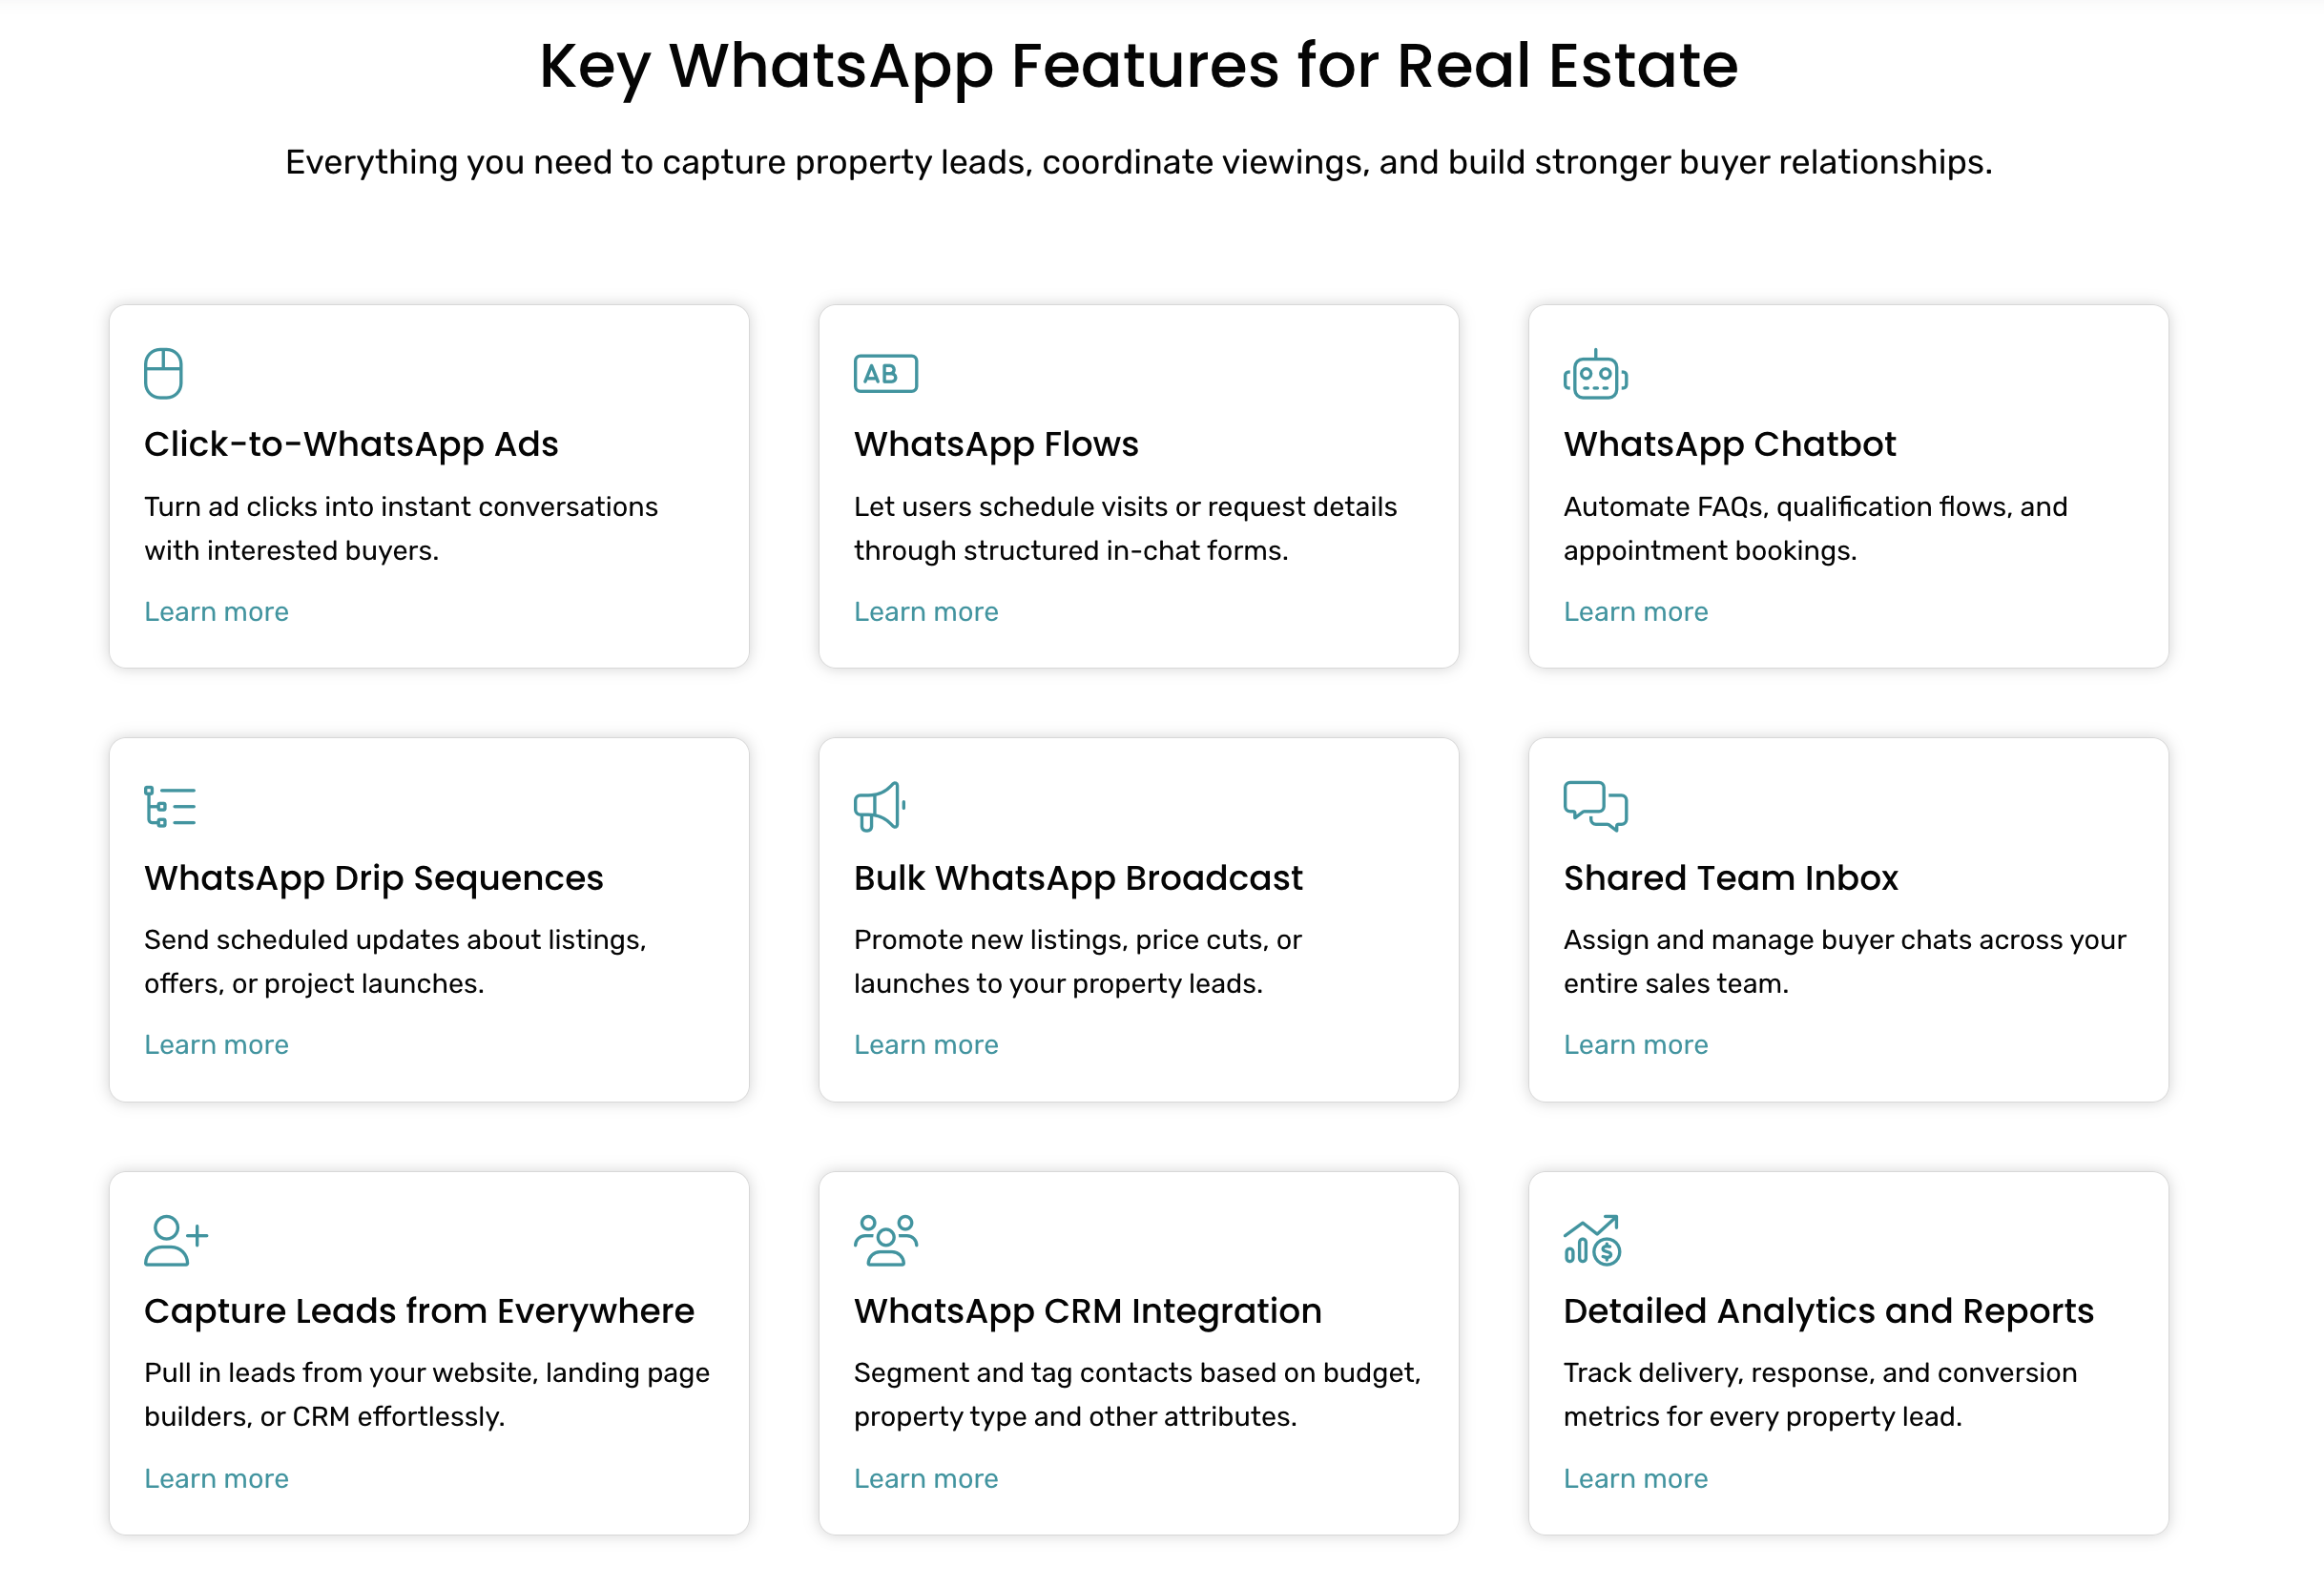 Key WhatsApp Features for Real Estate
Everything you need to capture property leads, coordinate viewings, and build stronger buyer relationships.
Click-to-WhatsApp Ads
Turn ad clicks into instant conversations
with interested buyers.
Learn more
AB
WhatsApp Flows
Let users schedule visits or request details
through structured in-chat forms.
Learn more
WhatsApp Chatbot
Automate FAQs, qualification flows, and
appointment bookings.
Learn more
WhatsApp Drip Sequences
Send scheduled updates about listings,
offers, or project launches.
Learn more
Bulk WhatsApp Broadcast
Promote new listings, price cuts, or
launches to your property leads.
Learn more
Shared Team Inbox
Assign and manage buyer chats across your
entire sales team.
Learn more
Capture Leads from Everywhere
Pull in leads from your website, landing page
builders, or CRM effortlessly.
Learn more
WhatsApp CRM Integration
Segment and tag contacts based on budget,
property type and other attributes.
Learn more
$
Detailed Analytics and Reports
Track delivery, response, and conversion
metrics for every property lead.
Learn more